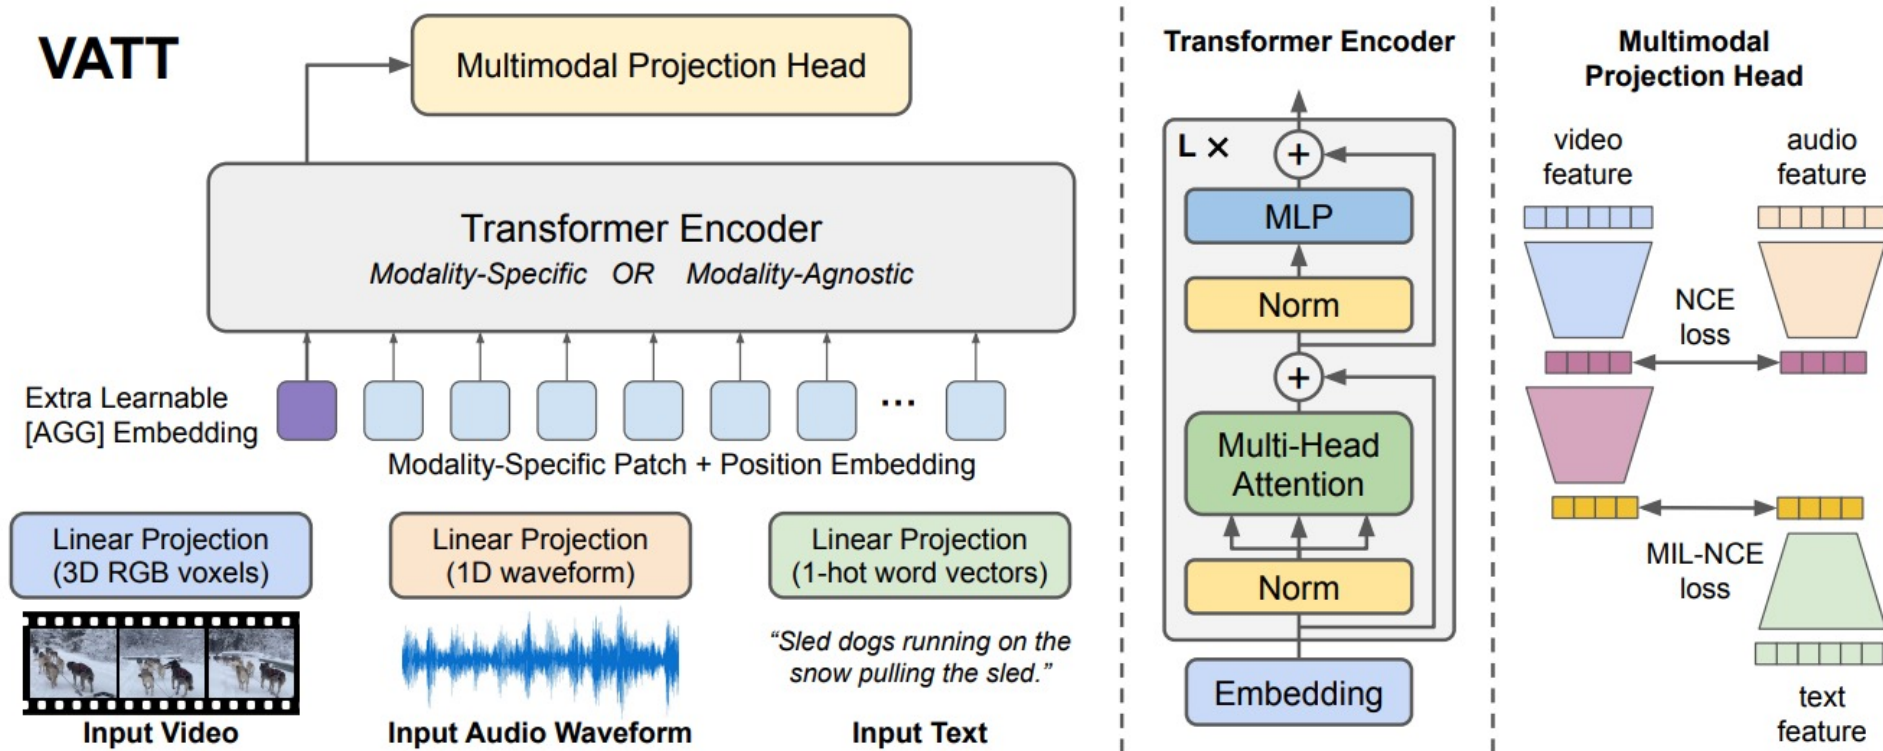 VATT
Multimodal Projection Head
Transformer Encoder
Modality-Specific OR Modality-Agnostic
Extra Learnable
[AGG] Embedding
...
Modality-Specific Patch + Position Embedding
Linear Projection
(3D RGB voxels)
Linear Projection
(1D waveform)
Linear Projection
(1-hot word vectors)
“Sled dogs running on the
snow pulling the sled.”
Input Video
Input Audio Waveform
Input Text
Transformer Encoder
L ×
+
MLP
Norm
+
Multi-Head
Attention
Norm
Embedding
Multimodal
Projection Head
video
feature
audio
feature
NCE
loss
MIL-NCE
loss
text
feature